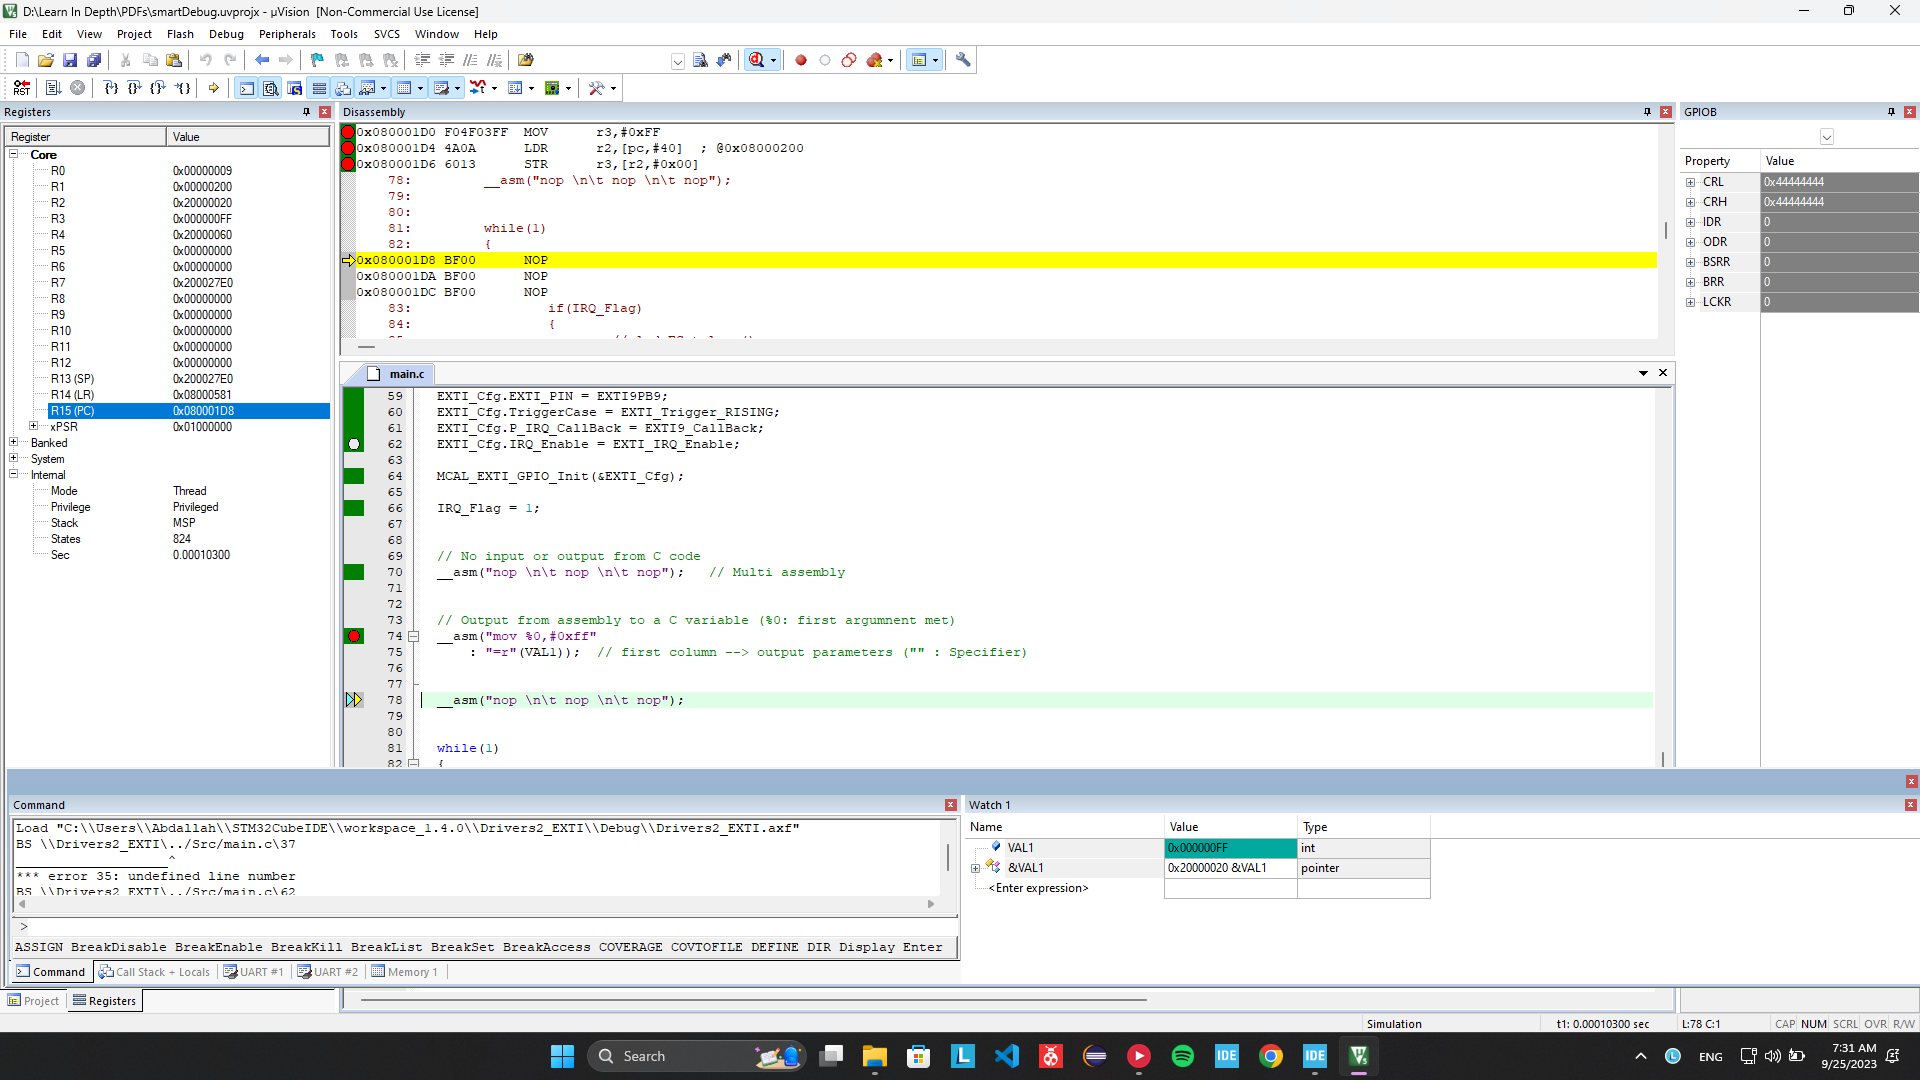 D:\Learn In Depth\PDFs\smartDebug.uvprojx - µVision  [Non-Commercial Use License]
File Edit View Project Flash Debug Peripherals Tools SVCS Window Help
Registers
Register Value
Core
R0 0x00000009
R1 0x00000200
R2 0x20000020
R3 0x000000FF
R4 0x20000060
R5 0x00000000
R6 0x00000000
R7 0x200027E0
R8 0x00000000
R9 0x00000000
R10 0x00000000
R11 0x00000000
R12 0x00000000
R13 (SP) 0x200027E0
R14 (LR) 0x08000581
R15 (PC) 0x080001D8
xPSR 0x01000000
Banked
System
Internal
Mode Thread
Privilege Privileged
Stack MSP
States 824
Sec 0.00010300
Disassembly
0x080001D0 F04F03FF MOV r3,#0xFF
0x080001D4 4A0A LDR r2,[pc,#40] ; @0x08000200
0x080001D6 6013 STR r3,[r2,#0x00]
78: __asm("nop \n\t nop \n\t nop");
79:
80:
81: while(1)
82: {
0x080001D8 BF00 NOP
0x080001DA BF00 NOP
0x080001DC BF00 NOP
83: if(IRQ_Flag)
84: {
main.c
59 EXTI_Cfg.EXTI_PIN = EXTI9PB9;
60 EXTI_Cfg.TriggerCase = EXTI_Trigger_RISING;
61 EXTI_Cfg.P_IRQ_CallBack = EXTI9_CallBack;
62 EXTI_Cfg.IRQ_Enable = EXTI_IRQ_Enable;
63
64 MCAL_EXTI_GPIO_Init(&EXTI_Cfg);
65
66 IRQ_Flag = 1;
67
68
69 // No input or output from C code
70 __asm("nop \n\t nop \n\t nop"); // Multi assembly
71
72
73 // Output from assembly to a C variable (%0: first argumnent met)
74 __asm("mov %0,#0xff"
75 : "=r"(VAL1)); // first column --> output parameters ("" : Specifier)
76
77
78 __asm("nop \n\t nop \n\t nop");
79
80
81 while(1)
82 {
GPIOB
Property Value
CRL 0x44444444
CRH 0x44444444
IDR 0
ODR 0
BSRR 0
BRR 0
LCKR 0
Command
Load "C:\\Users\\Abdallah\\STM32CubeIDE\\workspace_1.4.0\\Drivers2_EXTI\\Debug\\Drivers2_EXTI.axf"
BS \\Drivers2_EXTI\../Src/main.c\37
___________________^
*** error 35: undefined line number
BS \\Drivers2_EXTI\../Src/main.c\62
>
ASSIGN BreakDisable BreakEnable BreakKill BreakList BreakSet BreakAccess COVERAGE COVTOFILE DEFINE DIR Display Enter
Command Call Stack + Locals UART #1 UART #2 Memory 1
Watch 1
Name Value Type
VAL1 0x000000FF int
&VAL1 0x20000020 &VAL1 pointer
<Enter expression>
Project Registers
Simulation t1: 0.00010300 sec L:78 C:1 CAP NUM SCRL OVR R/W
Search
L
IDE
IDE
ENG
7:31 AM
9/25/2023